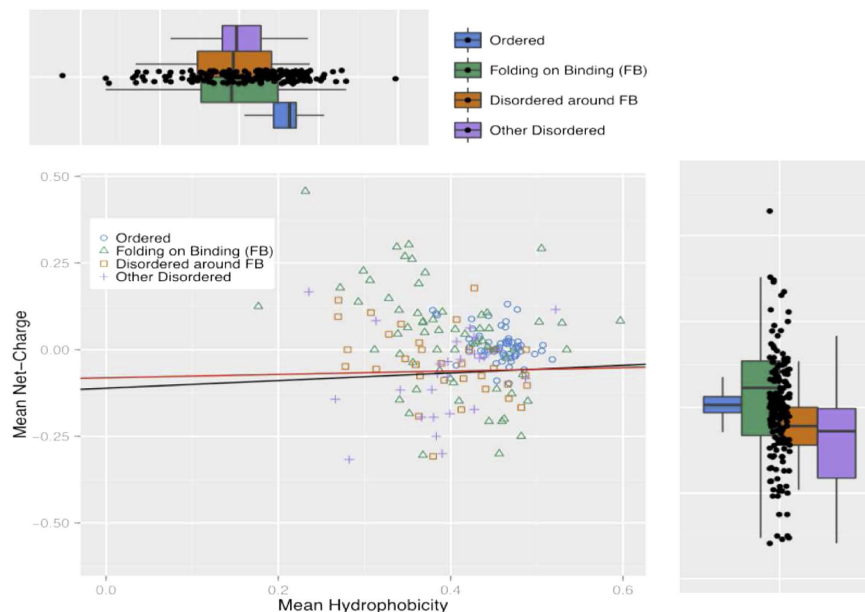 Ordered
Folding on Binding (FB)
Disordered around FB
Other Disordered
0.50
Ordered
Folding on Binding (FB)
Disordered around FB
Other Disordered
0.25
0.00
−0.25
−0.50
Mean Net−Charge
0.0
0.2
0.4
0.6
Mean Hydrophobicity